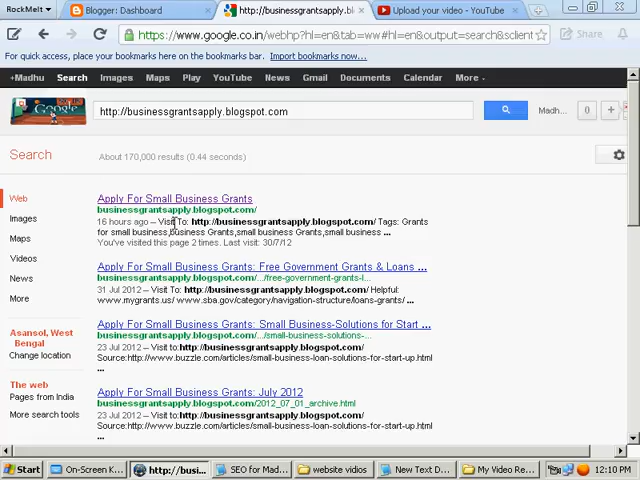 RockMelt
Blogger: Dashboard
http://businessgrantsapply.bl
Upload your video - YouTube
https://www.google.co.in/webhp?hl=en&tab=ww#hl=en&output=search&sclient
Share
For quick access, place your bookmarks here on the bookmarks bar. Import bookmarks now...
+Madhu Search Images Maps Play YouTube News Gmail Documents Calendar More
Google
http://businessgrantsapply.blogspot.com
Madh...
0
+
Search
About 170,000 results (0.44 seconds)
Web
Images
Maps
Videos
News
More
Asansol, West
Bengal
Change location
The web
Pages from India
More search tools
Apply For Small Business Grants
businessgrantsapply.blogspot.com/
16 hours ago – Visit To: http://businessgrantsapply.blogspot.com/ Tags: Grants
for small business,business Grants,small business Grants,small business ...
You've visited this page 2 times. Last visit: 30/7/12
Apply For Small Business Grants: Free Government Grants & Loans ...
businessgrantsapply.blogspot.com/.../free-government-grants-l...
31 Jul 2012 – Visit To: http://businessgrantsapply.blogspot.com/ Helpful:
www.mygrants.us/ www.sba.gov/category/navigation-structure/loans-grants/ ...
Apply For Small Business Grants: Small Business-Solutions for Start ...
businessgrantsapply.blogspot.com/.../small-business-solutions-...
23 Jul 2012 – Visit to:http://businessgrantsapply.blogspot.com/
Source:http://www.buzzle.com/articles/small-business-loan-solutions-for-start-up.html
...
Apply For Small Business Grants: July 2012
businessgrantsapply.blogspot.com/2012_07_01_archive.html
23 Jul 2012 – Visit to:http://businessgrantsapply.blogspot.com/
Source:http://www.buzzle.com/articles/small-business-loan-solutions-for-start-up.html
...
Start
On-Screen K...
http://busi...
SEO for Mad...
website vidios
New Text D...
My Video Re...
12:10 PM